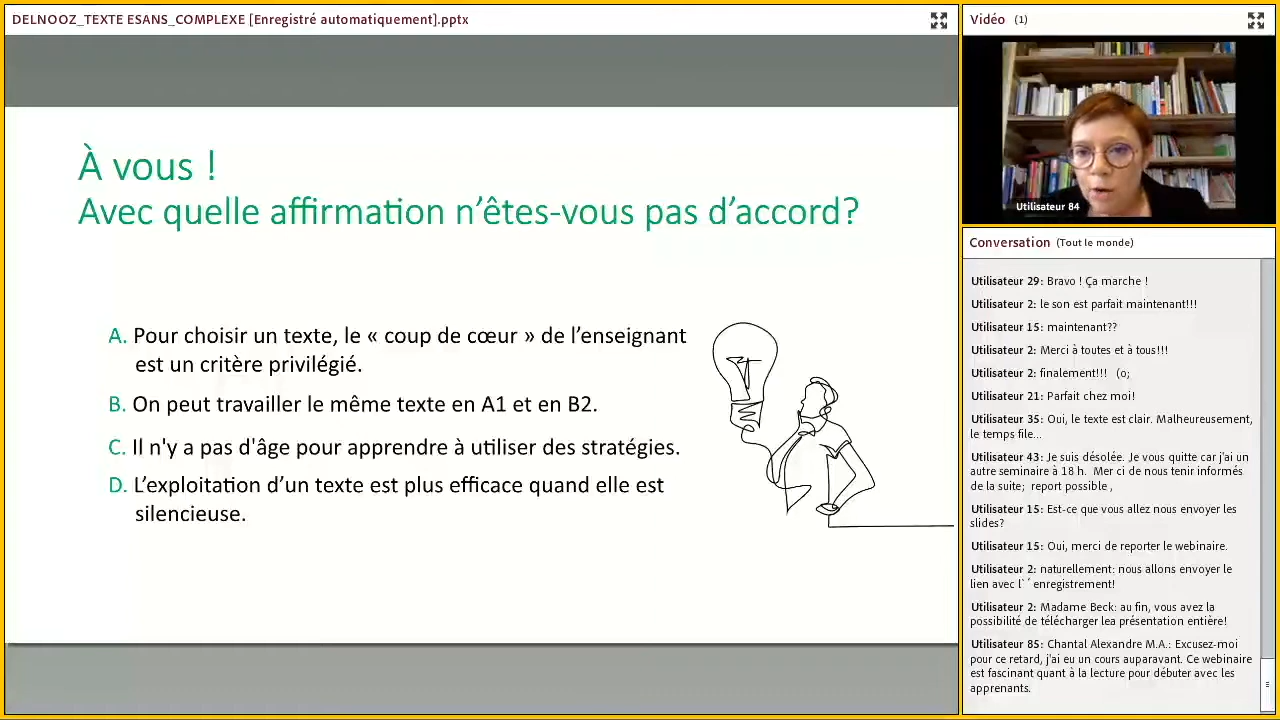 DELNOOZ_TEXTE ESANS_COMPLEXE [Enregistré automatiquement].pptx
À vous !
Avec quelle affirmation n’êtes-vous pas d’accord?
A. Pour choisir un texte, le « coup de cœur » de l’enseignant
est un critère privilégié.
B. On peut travailler le même texte en A1 et en B2.
C. Il n'y a pas d'âge pour apprendre à utiliser des stratégies.
D. L’exploitation d’un texte est plus efficace quand elle est
silencieuse.
Vidéo (1)
Utilisateur 84
Conversation (Tout le monde)
Utilisateur 29: Bravo ! Ça marche !
Utilisateur 2: le son est parfait maintenant!!!
Utilisateur 15: maintenant??
Utilisateur 2: Merci à toutes et à tous!!!
Utilisateur 2: finalement!!! (o;
Utilisateur 21: Parfait chez moi!
Utilisateur 35: Oui, le texte est clair. Malheureusement,
le temps file...
Utilisateur 43: Je suis désolée. Je vous quitte car j'ai un
autre seminaire à 18 h. Mer ci de nous tenir informés
de la suite; report possible ,
Utilisateur 15: Est-ce que vous allez nous envoyer les
slides?
Utilisateur 15: Oui, merci de reporter le webinaire.
Utilisateur 2: naturellement: nous allons envoyer le
lien avec l`´enregistrement!
Utilisateur 2: Madame Beck: au fin, vous avez la
possibilité de télécharger lea présentation entière!
Utilisateur 85: Chantal Alexandre M.A.: Excusez-moi
pour ce retard, j'ai eu un cours auparavant. Ce webinaire
est fascinant quant à la lecture pour débuter avec les
apprenants.